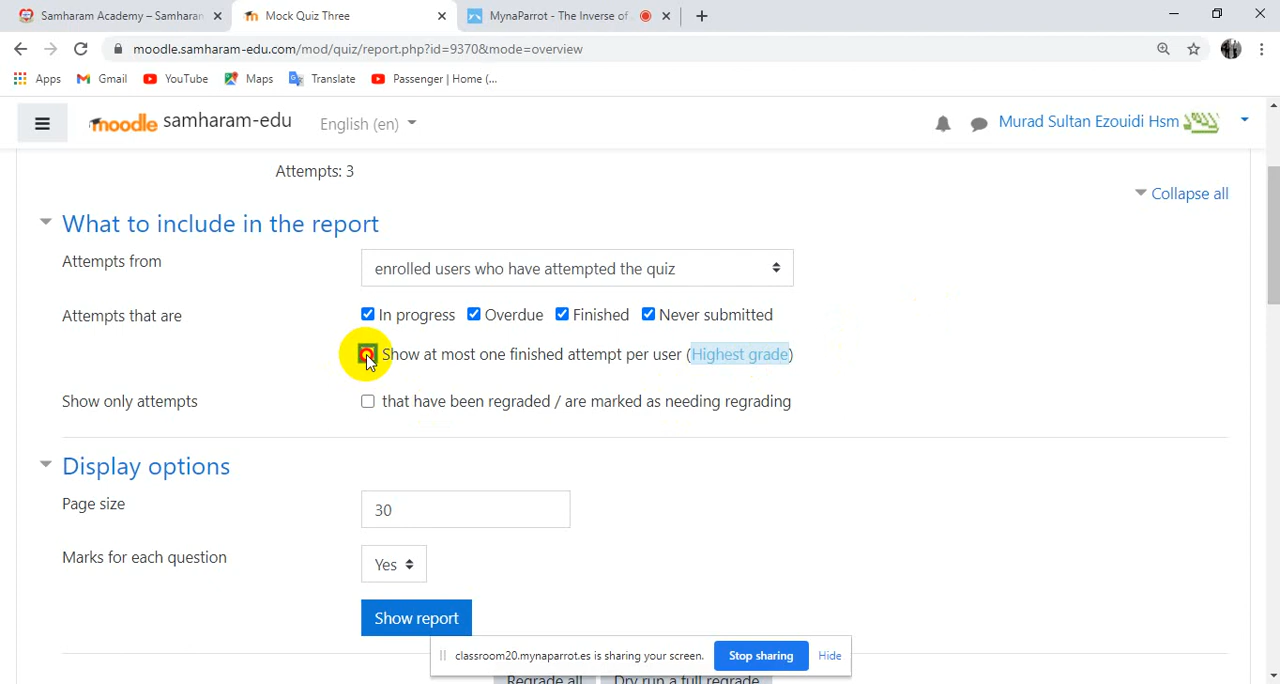 Samharam Academy – Samharan
Mock Quiz Three
MynaParrot - The Inverse of
moodle.samharam-edu.com/mod/quiz/report.php?id=9370&mode=overview
Apps Gmail YouTube Maps Translate Passenger | Home (...
moodle samharam-edu English (en) Murad Sultan Ezouidi Hsm
Attempts: 3
Collapse all
What to include in the report
Attempts from enrolled users who have attempted the quiz
Attempts that are In progress Overdue Finished Never submitted
Show at most one finished attempt per user (Highest grade)
Show only attempts that have been regraded / are marked as needing regrading
Display options
Page size 30
Marks for each question Yes
Show report
classroom20.mynaparrot.es is sharing your screen. Stop sharing Hide
Regrade all Dry run a full regrade